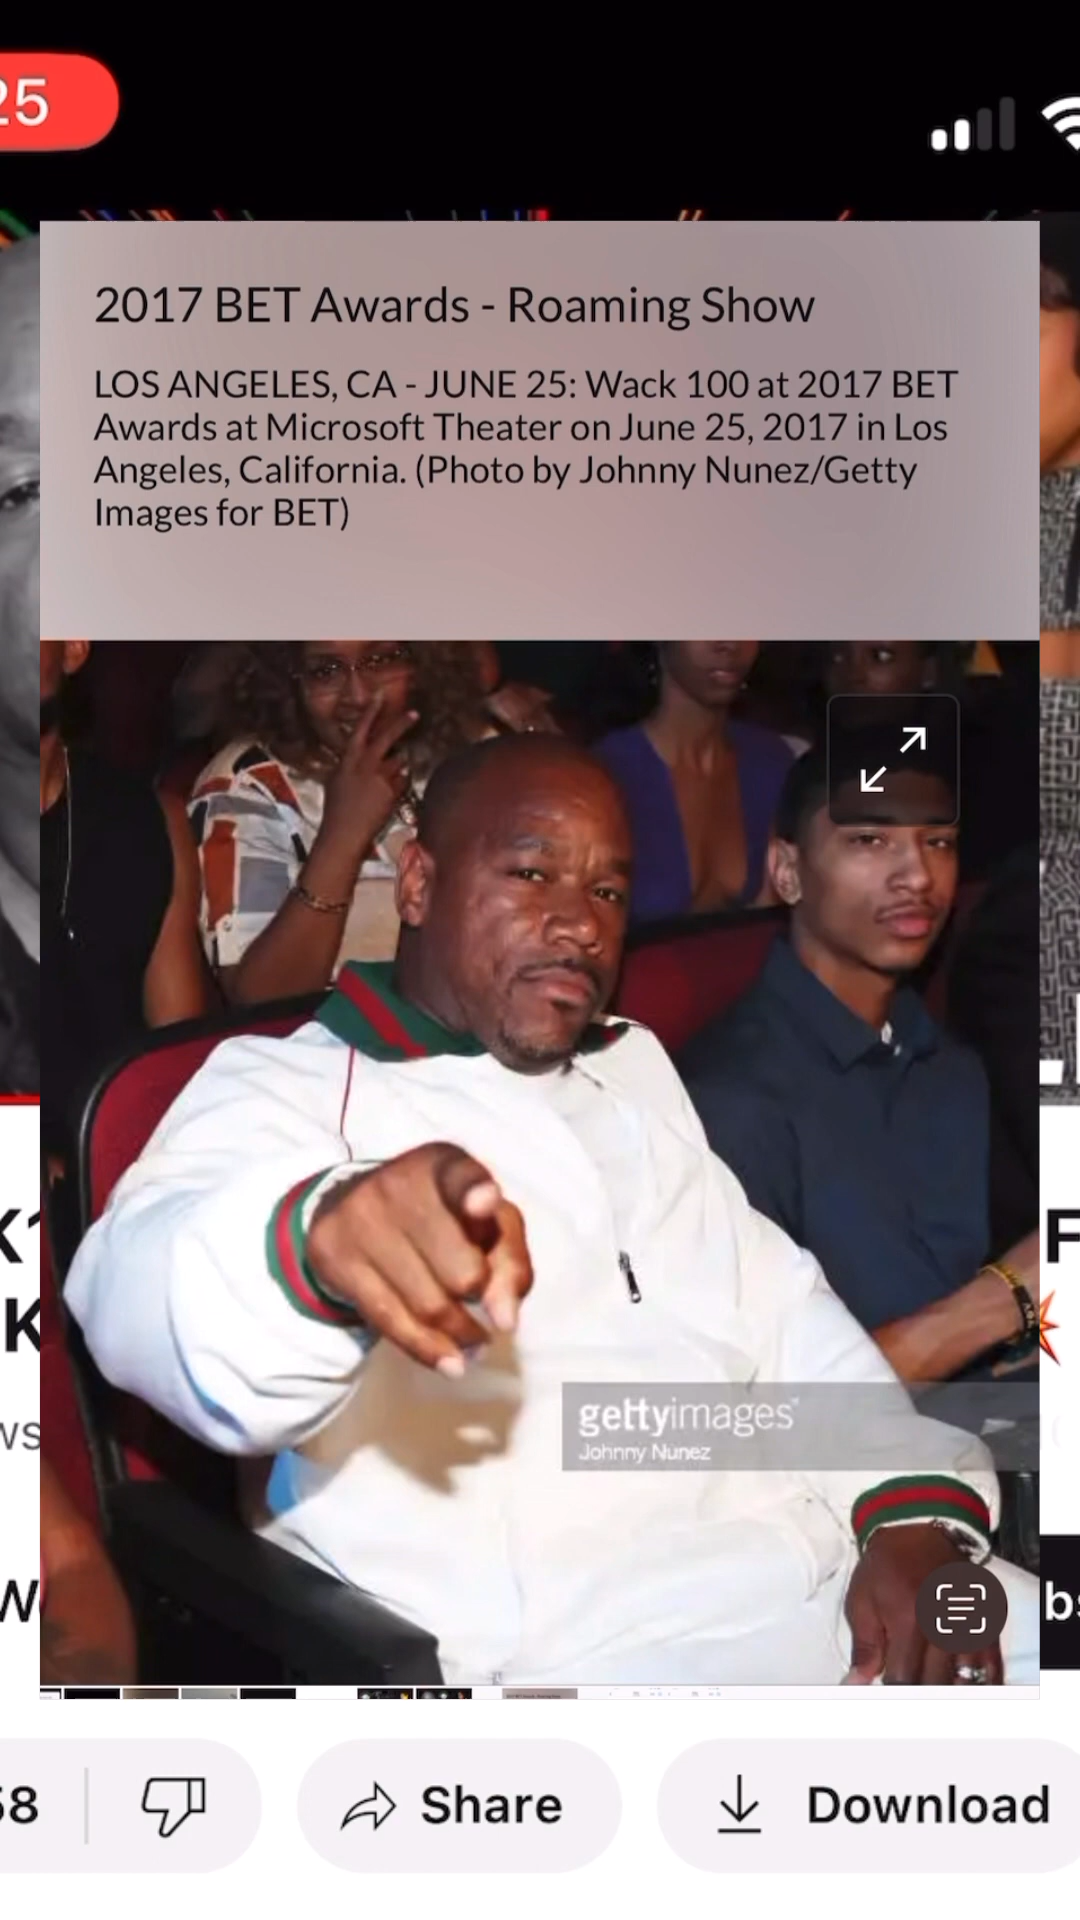 25
2017 BET Awards - Roaming Show
LOS ANGELES, CA - JUNE 25: Wack 100 at 2017 BET
Awards at Microsoft Theater on June 25, 2017 in Los
Angeles, California. (Photo by Johnny Nunez/Getty
Images for BET)
gettyimages
Johnny Nunez
58
Share
Download